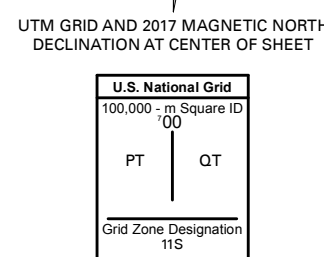 UTM GRID AND 2017 MAGNETIC NORTH
DECLINATION AT CENTER OF SHEET
U.S. National Grid
100,000 - m Square ID
⁷00
PT QT
Grid Zone Designation
11S